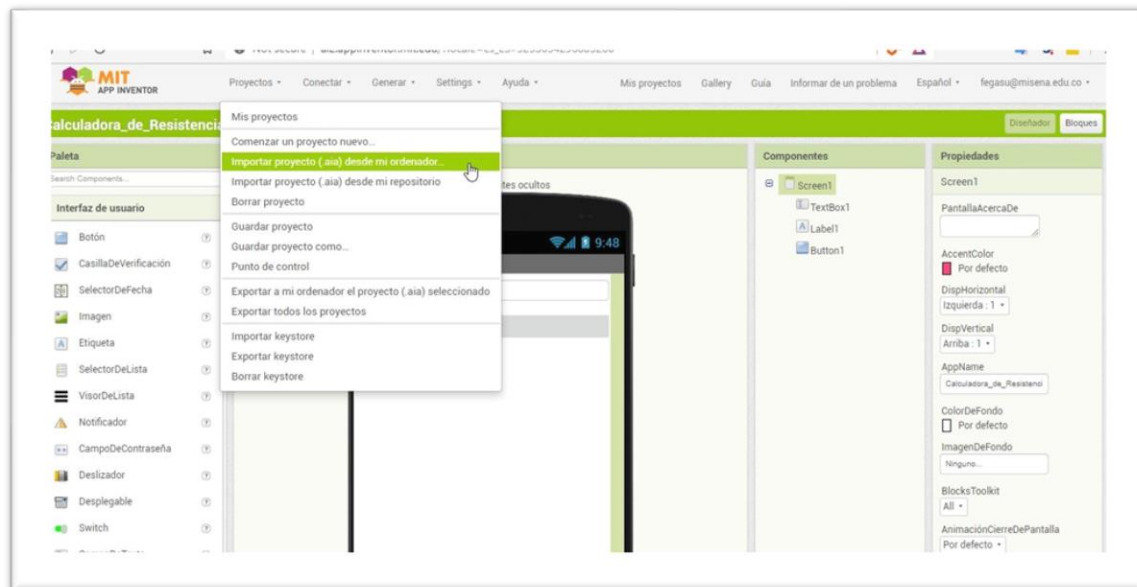 MIT
APP INVENTOR
Proyectos
Conectar
Generar
Settings
Ayuda
Mis proyectos
Gallery
Guía
Informar de un problema
Español
fegasu@misena.edu.co
Diseñador
Bloques
Mis proyectos
Comenzar un proyecto nuevo...
Importar proyecto (.aia) desde mi ordenador...
Importar proyecto (.aia) desde mi repositorio
Borrar proyecto
Guardar proyecto
Guardar proyecto como...
Punto de control
Exportar a mi ordenador el proyecto (.aia) seleccionado
Exportar todos los proyectos
Importar keystore
Exportar keystore
Borrar keystore
Paleta
Search Components...
Interfaz de usuario
Botón
CasillaDeVerificación
SelectorDeFecha
Imagen
Etiqueta
SelectorDeLista
VisorDeLista
Notificador
CampoDeContraseña
Deslizador
Desplegable
Switch
tes ocultos
9:48
Componentes
Screen1
TextBox1
Label1
Button1
Propiedades
Screen1
PantallaAcercaDe
AccentColor
Por defecto
DispHorizontal
Izquierda : 1
DispVertical
Arriba : 1
AppName
Calculadora_de_Resistenci
ColorDeFondo
Por defecto
ImagenDeFondo
Ninguno...
BlocksToolkit
All
AnimaciónCierreDePantalla
Por defecto